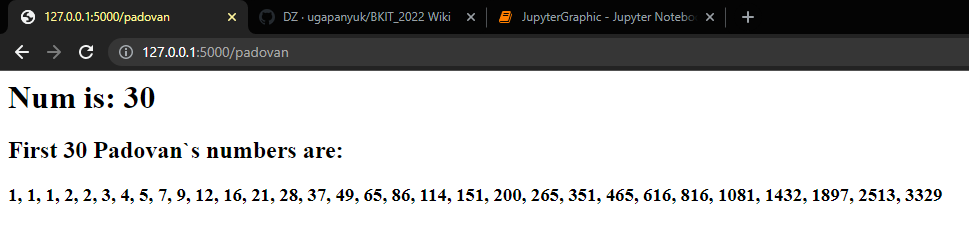 127.0.0.1:5000/padovan
DZ · ugapanyuk/BKIT_2022 Wiki
JupyterGraphic - Jupyter Notebo
127.0.0.1:5000/padovan
Num is: 30
First 30 Padovan`s numbers are:
1, 1, 1, 2, 2, 3, 4, 5, 7, 9, 12, 16, 21, 28, 37, 49, 65, 86, 114, 151, 200, 265, 351, 465, 616, 816, 1081, 1432, 1897, 2513, 3329